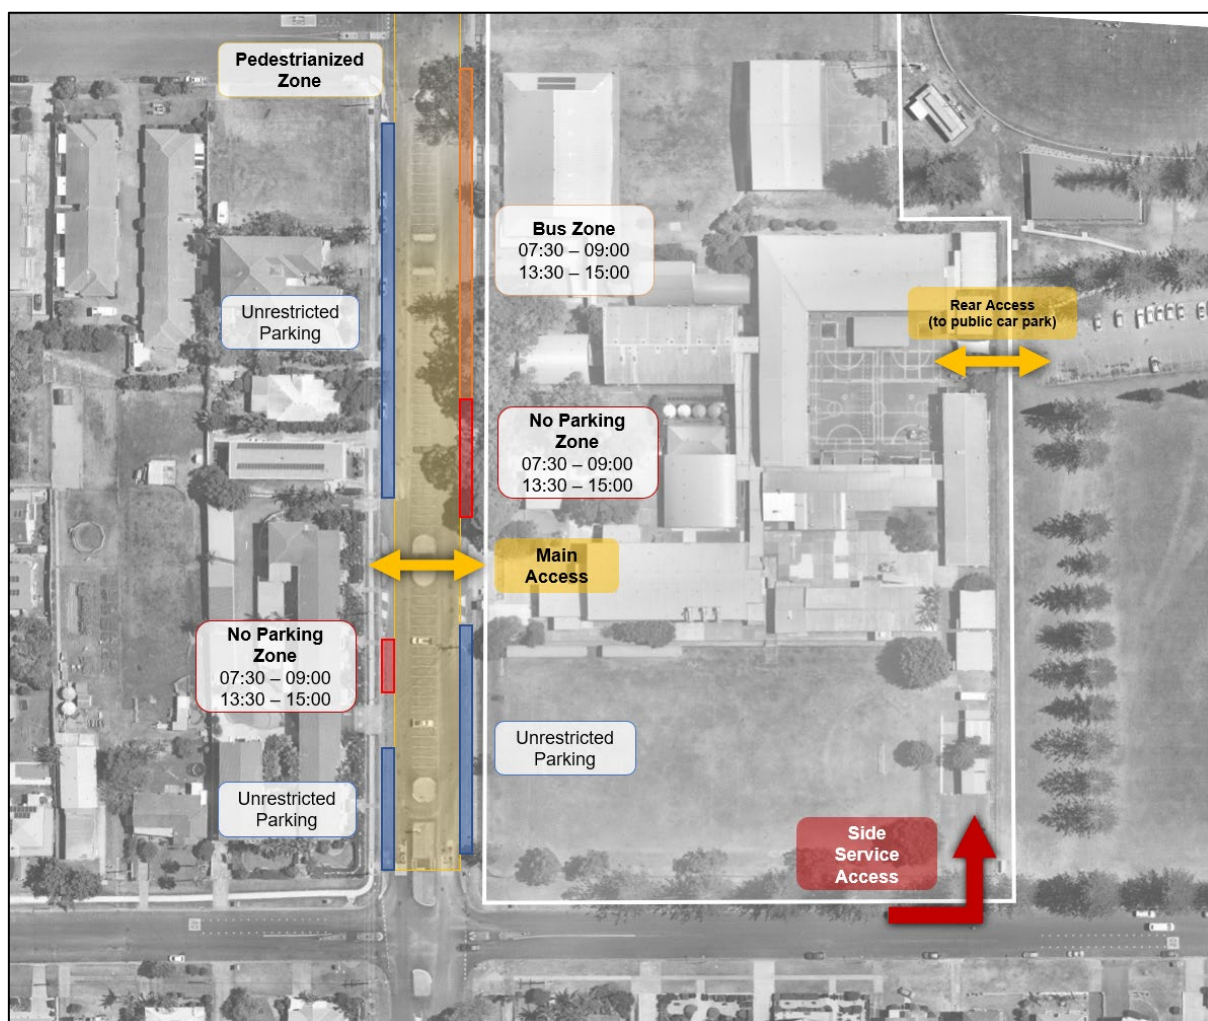 Pedestrianized
Zone
Bus Zone
07:30 – 09:00
13:30 – 15:00
Unrestricted
Parking
Rear Access
(to public car park)
No Parking
Zone
07:30 – 09:00
13:30 – 15:00
Main
Access
No Parking
Zone
07:30 – 09:00
13:30 – 15:00
Unrestricted
Parking
Unrestricted
Parking
Side
Service
Access